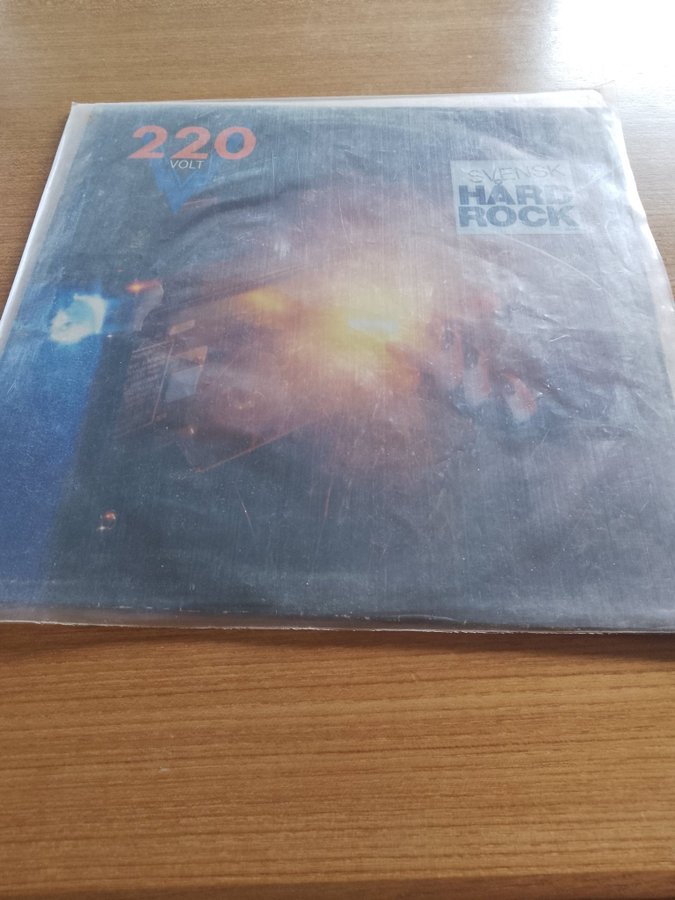 220
VOLT
SVENSK
HÅRD
ROCK